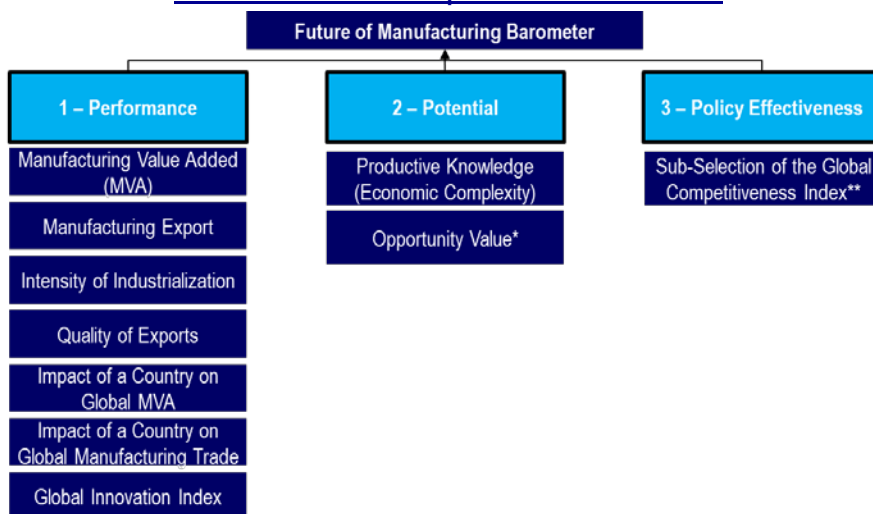 Future of Manufacturing Barometer
1 – Performance
2 – Potential
3 – Policy Effectiveness
Manufacturing Value Added
(MVA)
Manufacturing Export
Intensity of Industrialization
Quality of Exports
Impact of a Country on
Global MVA
Impact of a Country on
Global Manufacturing Trade
Global Innovation Index
Productive Knowledge
(Economic Complexity)
Opportunity Value*
Sub-Selection of the Global
Competitiveness Index**